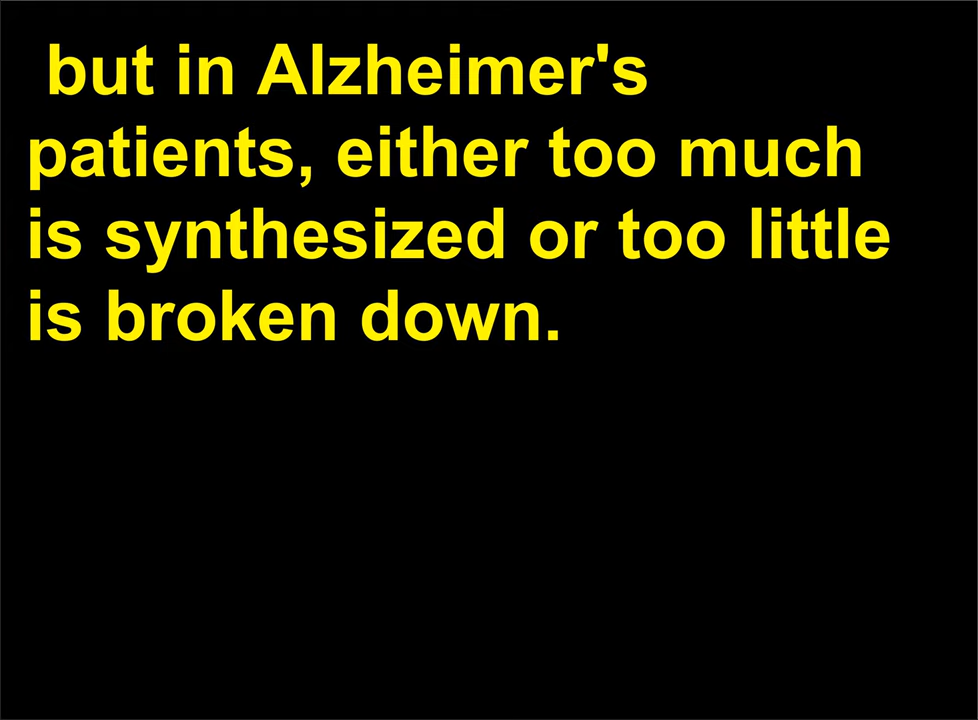 but in Alzheimer's
patients, either too much
is synthesized or too little
is broken down.